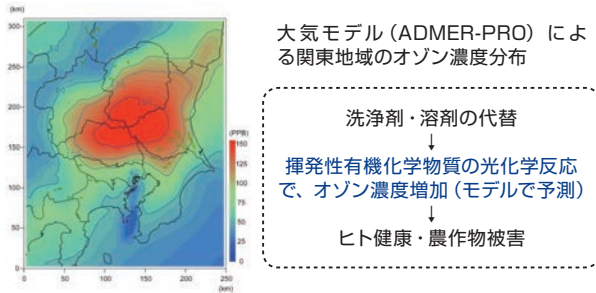 (km)
300
250
200
150
100
50
0
0
50
100
150
200
250
(km)
(PPB)
150
125
100
75
50
25
0
大気モデル(ADMER-PRO)によ
る関東地域のオゾン濃度分布
洗浄剤・溶剤の代替
↓
揮発性有機化学物質の光化学反応
で、オゾン濃度増加(モデルで予測)
↓
ヒト健康・農作物被害